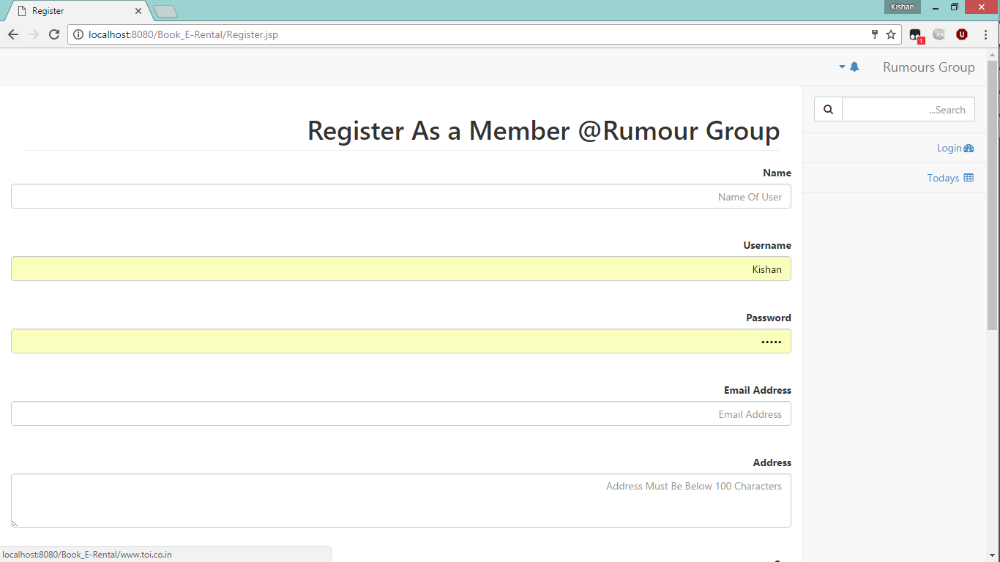 Register
Kishan
localhost:8080/Book_E-Rental/Register.jsp
1
Rumours Group
...Search
Login
Todays
Register As a Member @Rumour Group
Name
Name Of User
Username
Kishan
Password
•••••
Email Address
Email Address
Address
Address Must Be Below 100 Characters
localhost:8080/Book_E-Rental/www.toi.co.in